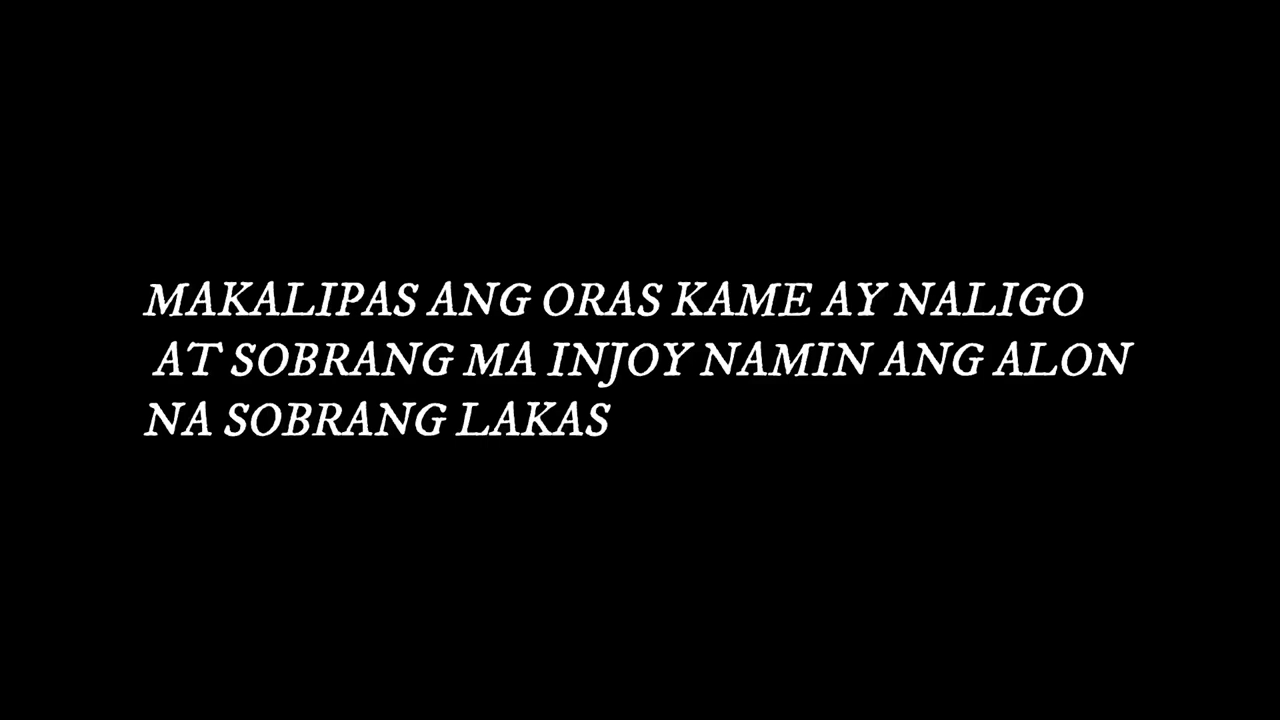 MAKALIPAS ANG ORAS KAME AY NALIGO
AT SOBRANG MA INJOY NAMIN ANG ALON
NA SOBRANG LAKAS